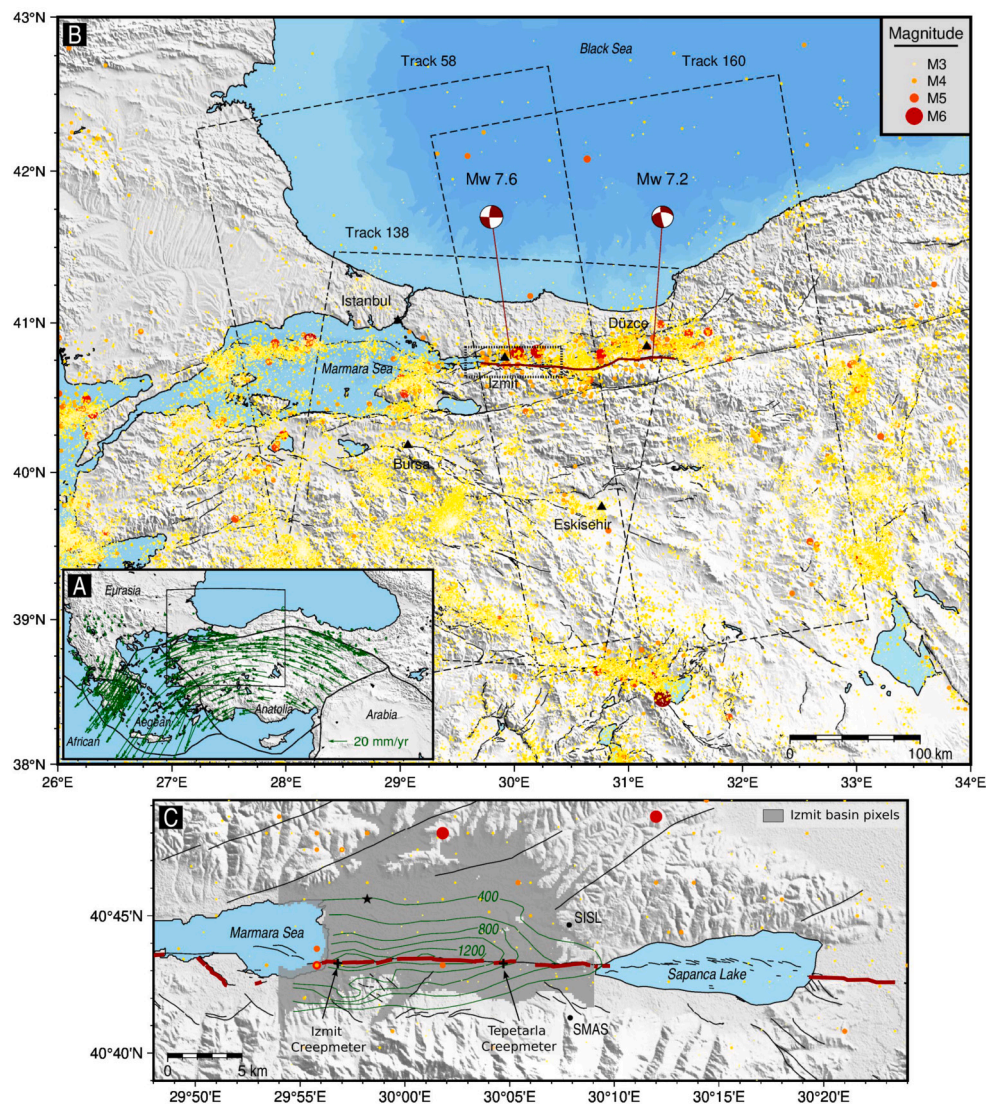 B
43°N
42°N
41°N
40°N
39°N
38°N
Black Sea
Track 58
Track 160
Magnitude
M3
M4
M5
M6
Mw 7.6
Mw 7.2
Track 138
Istanbul
Düzce
Marmara Sea
Izmit
Bursa
Eskisehir
A
Eurasia
Aegean
Anatolia
Arabia
African
20 mm/yr
0
100 km
26°E
27°E
28°E
29°E
30°E
31°E
32°E
33°E
34°E
C
Izmit basin pixels
40°45'N
40°40'N
400
800
1200
Marmara Sea
SISL
Sapanca Lake
SMAS
Izmit
Creepmeter
Tepetarla
Creepmeter
0
5 km
29°50'E
29°55'E
30°00'E
30°05'E
30°10'E
30°15'E
30°20'E